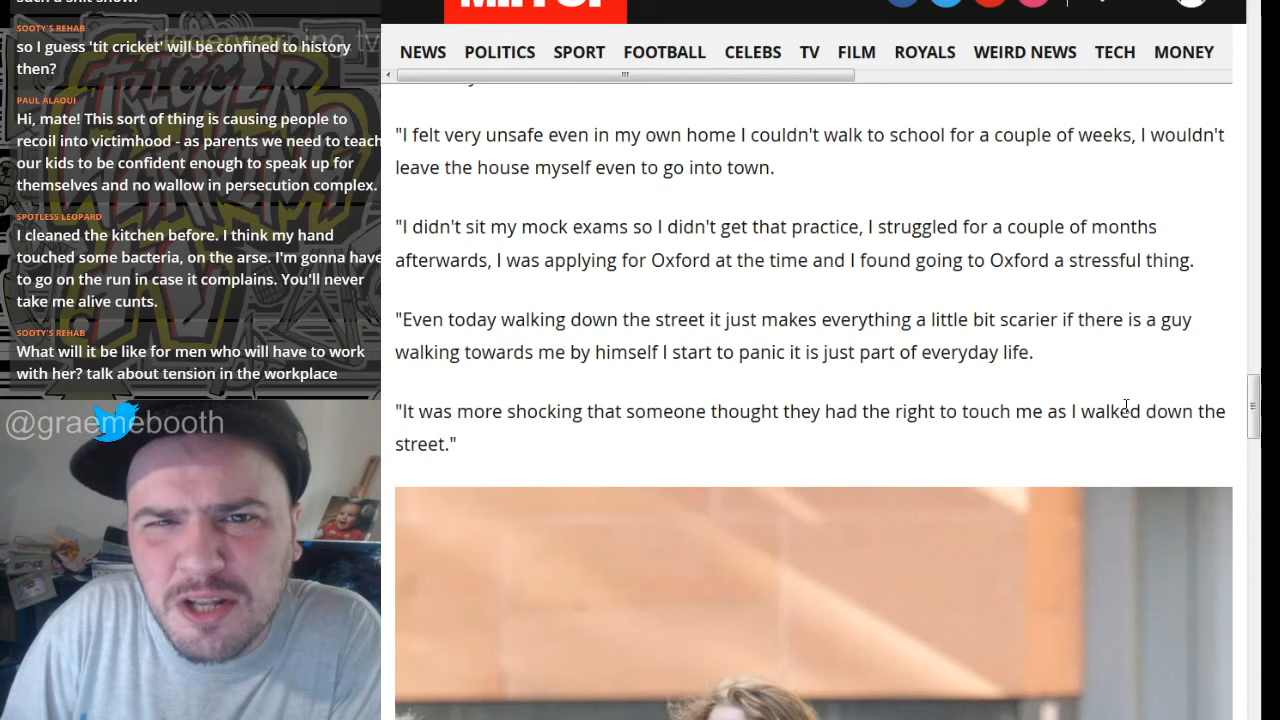 SOOTY'S REHAB
so I guess 'tit cricket' will be confined to history
then?
PAUL ALAOUI
Hi, mate! This sort of thing is causing people to
recoil into victimhood - as parents we need to teach
our kids to be confident enough to speak up for
themselves and no wallow in persecution complex.
SPOTLESS LEOPARD
I cleaned the kitchen before. I think my hand
touched some bacteria, on the arse. I'm gonna have
to go on the run in case it complains. You'll never
take me alive cunts.
SOOTY'S REHAB
What will it be like for men who will have to work
with her? talk about tension in the workplace
@graemebooth
NEWS POLITICS SPORT FOOTBALL CELEBS TV FILM ROYALS WEIRD NEWS TECH MONEY
"I felt very unsafe even in my own home I couldn't walk to school for a couple of weeks, I wouldn't
leave the house myself even to go into town.
"I didn't sit my mock exams so I didn't get that practice, I struggled for a couple of months
afterwards, I was applying for Oxford at the time and I found going to Oxford a stressful thing.
"Even today walking down the street it just makes everything a little bit scarier if there is a guy
walking towards me by himself I start to panic it is just part of everyday life.
"It was more shocking that someone thought they had the right to touch me as I walked down the
street."